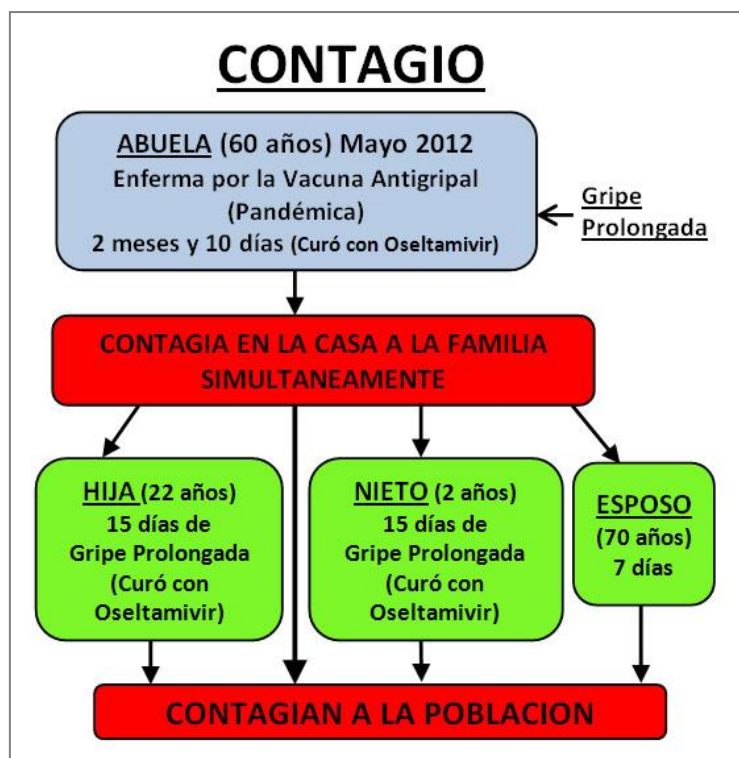 CONTAGIO
ABUELA (60 años) Mayo 2012
Enferma por la Vacuna Antigripal
(Pandémica)
2 meses y 10 días (Curó con Oseltamivir)
Gripe
Prolongada
CONTAGIA EN LA CASA A LA FAMILIA
SIMULTANEAMENTE
HIJA (22 años)
15 días de
Gripe Prolongada
(Curó con
Oseltamivir)
NIETO (2 años)
15 días de
Gripe Prolongada
(Curó con
Oseltamivir)
ESPOSO
(70 años)
7 días
CONTAGIAN A LA POBLACION